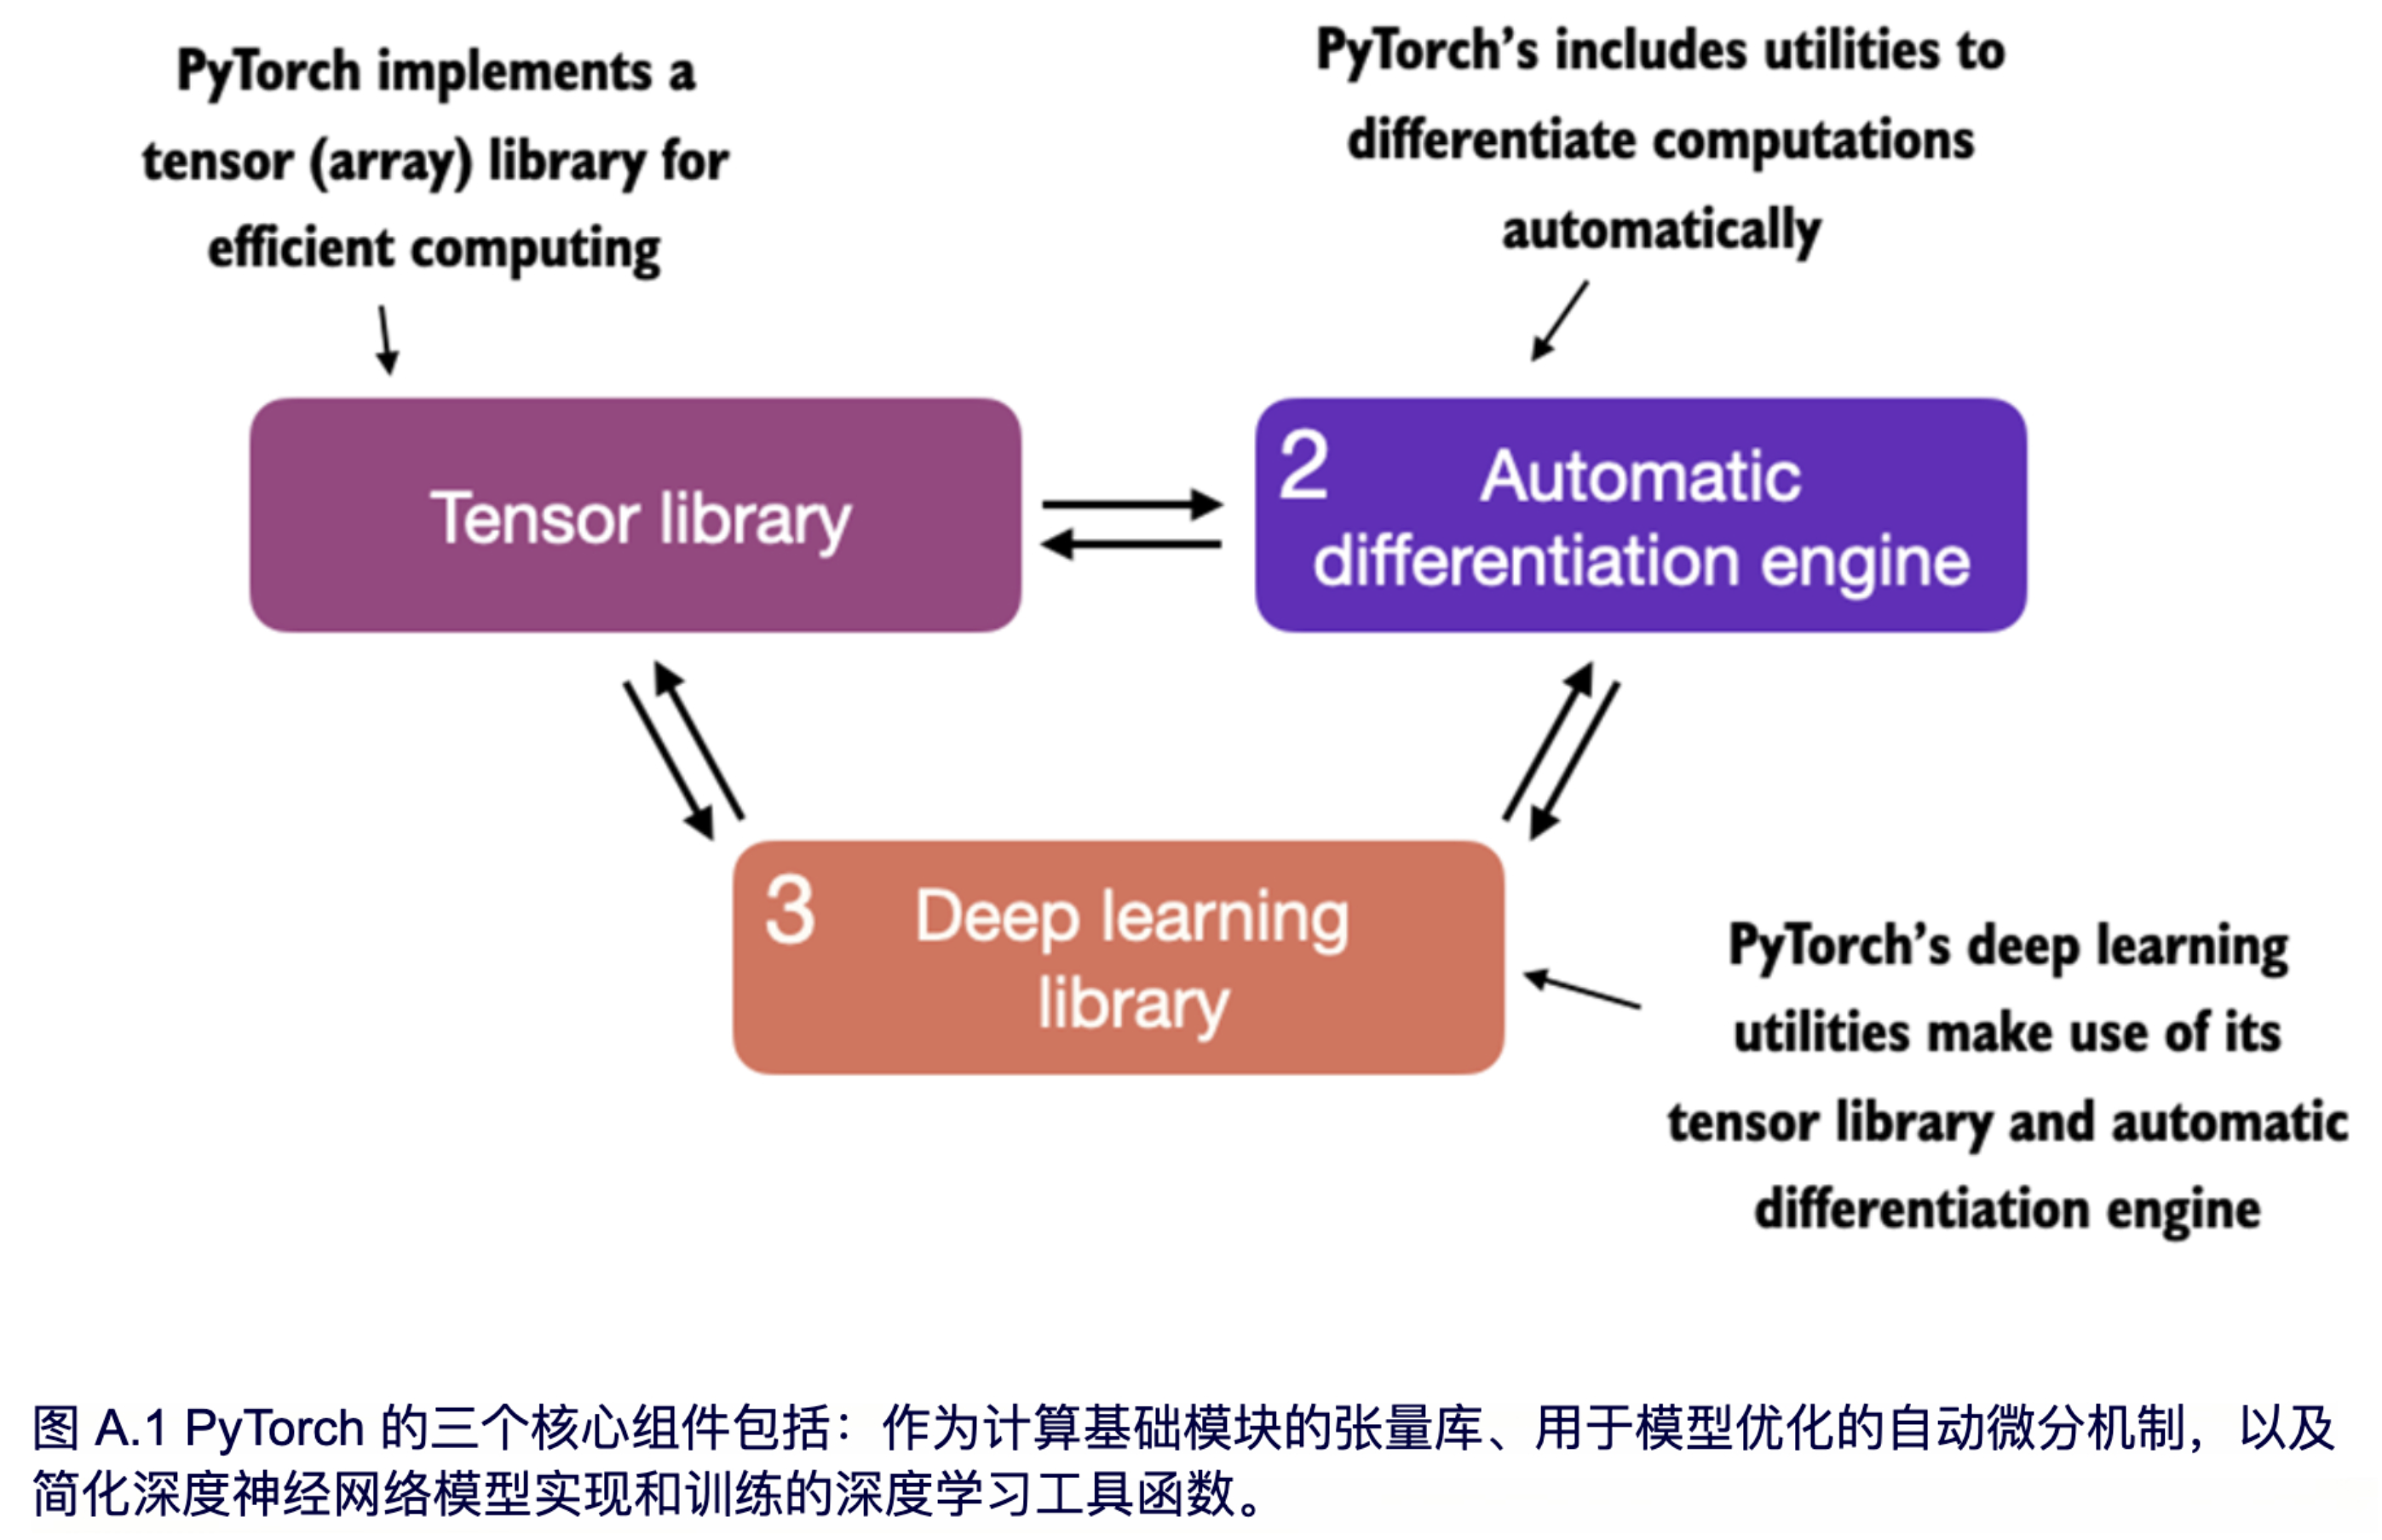 PyTorch implements a
tensor (array) library for
efficient computing
PyTorch's includes utilities to
differentiate computations
automatically
Tensor library
2
Automatic
differentiation engine
3
Deep learning
library
PyTorch's deep learning
utilities make use of its
tensor library and automatic
differentiation engine
图 A.1 PyTorch 的三个核心组件包括：作为计算基础模块的张量库、用于模型优化的自动微分机制，以及
简化深度神经网络模型实现和训练的深度学习工具函数。